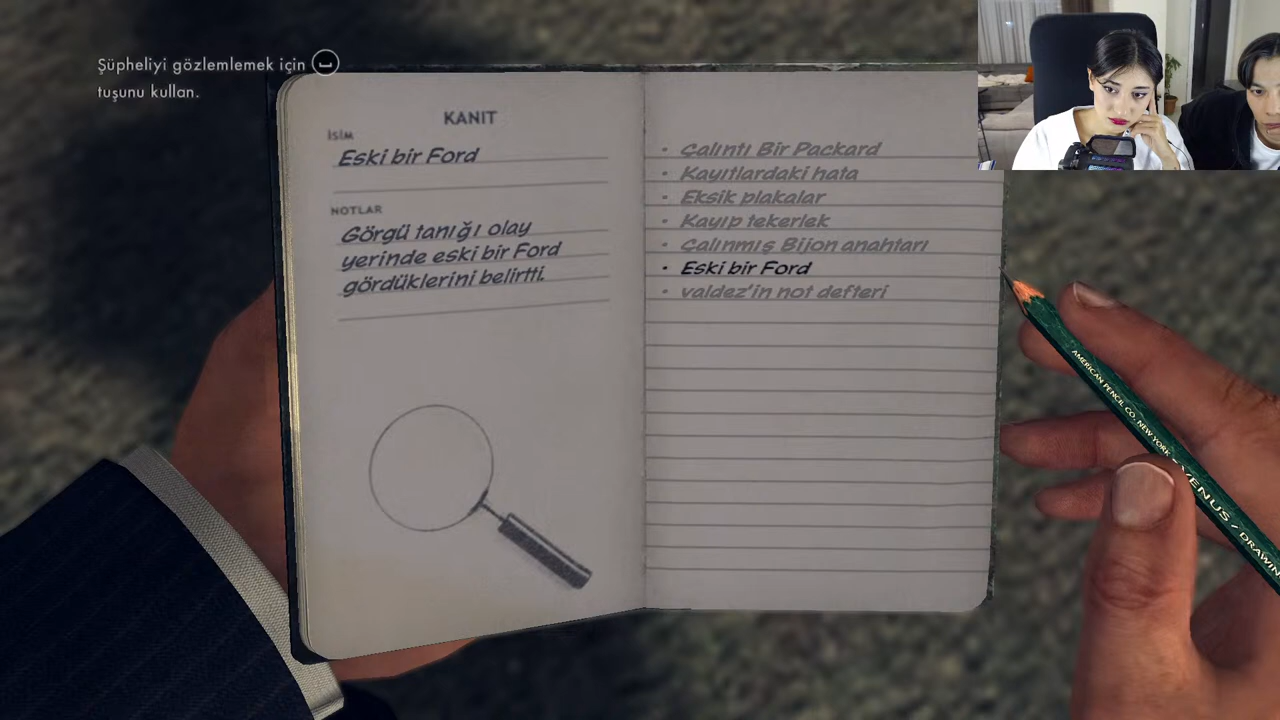 Şüpheliyi gözlemlemek için
tuşunu kullan.
KANIT
İSİM
Eski bir Ford
NOTLAR
Görgü tanığı olay
yerinde eski bir Ford
gördüklerini belirtti.
• Çalıntı Bir Packard
• Kayıtlardaki hata
• Eksik plakalar
• Kayıp tekerlek
• Çalınmış Bijon anahtarı
• Eski bir Ford
• valdez'in not defteri
AMERICAN PENCIL CO. NEW YORK VENUS / DRAWIN